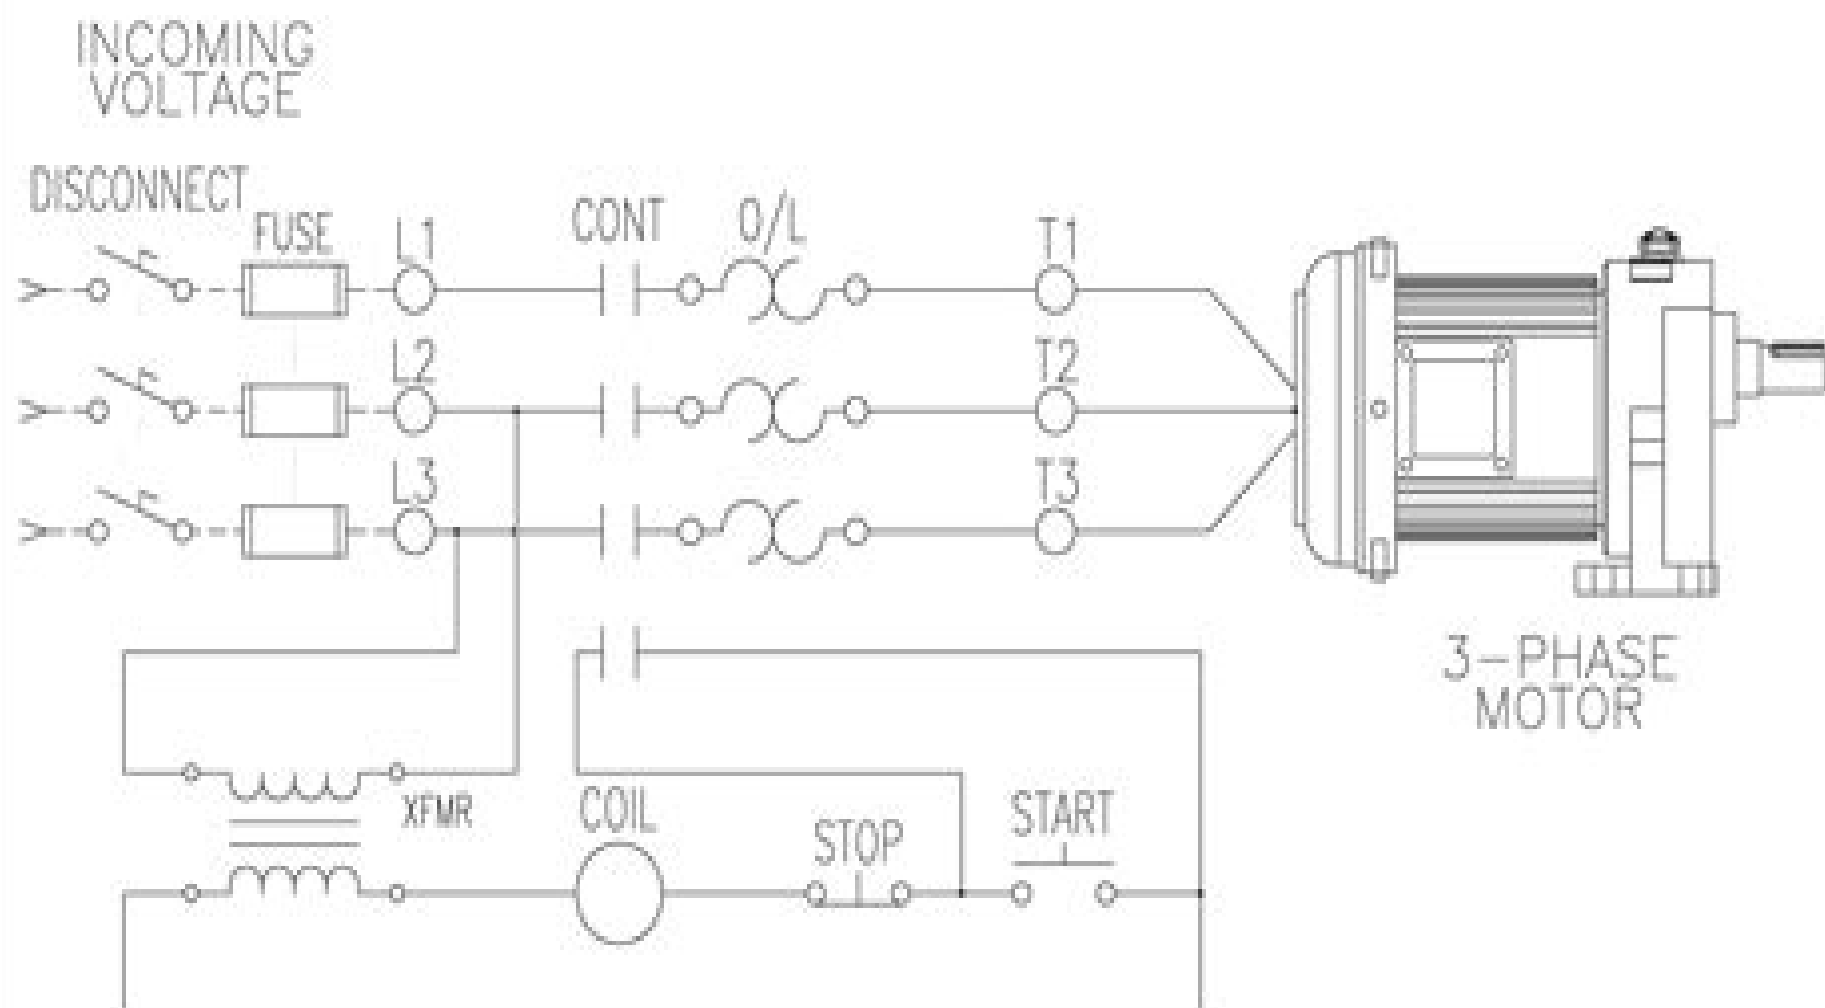 INCOMING
VOLTAGE
DISCONNECT
FUSE
L1
CONT
O/L
T1
L2
T2
L3
T3
3-PHASE
MOTOR
XFMR
COIL
STOP
START